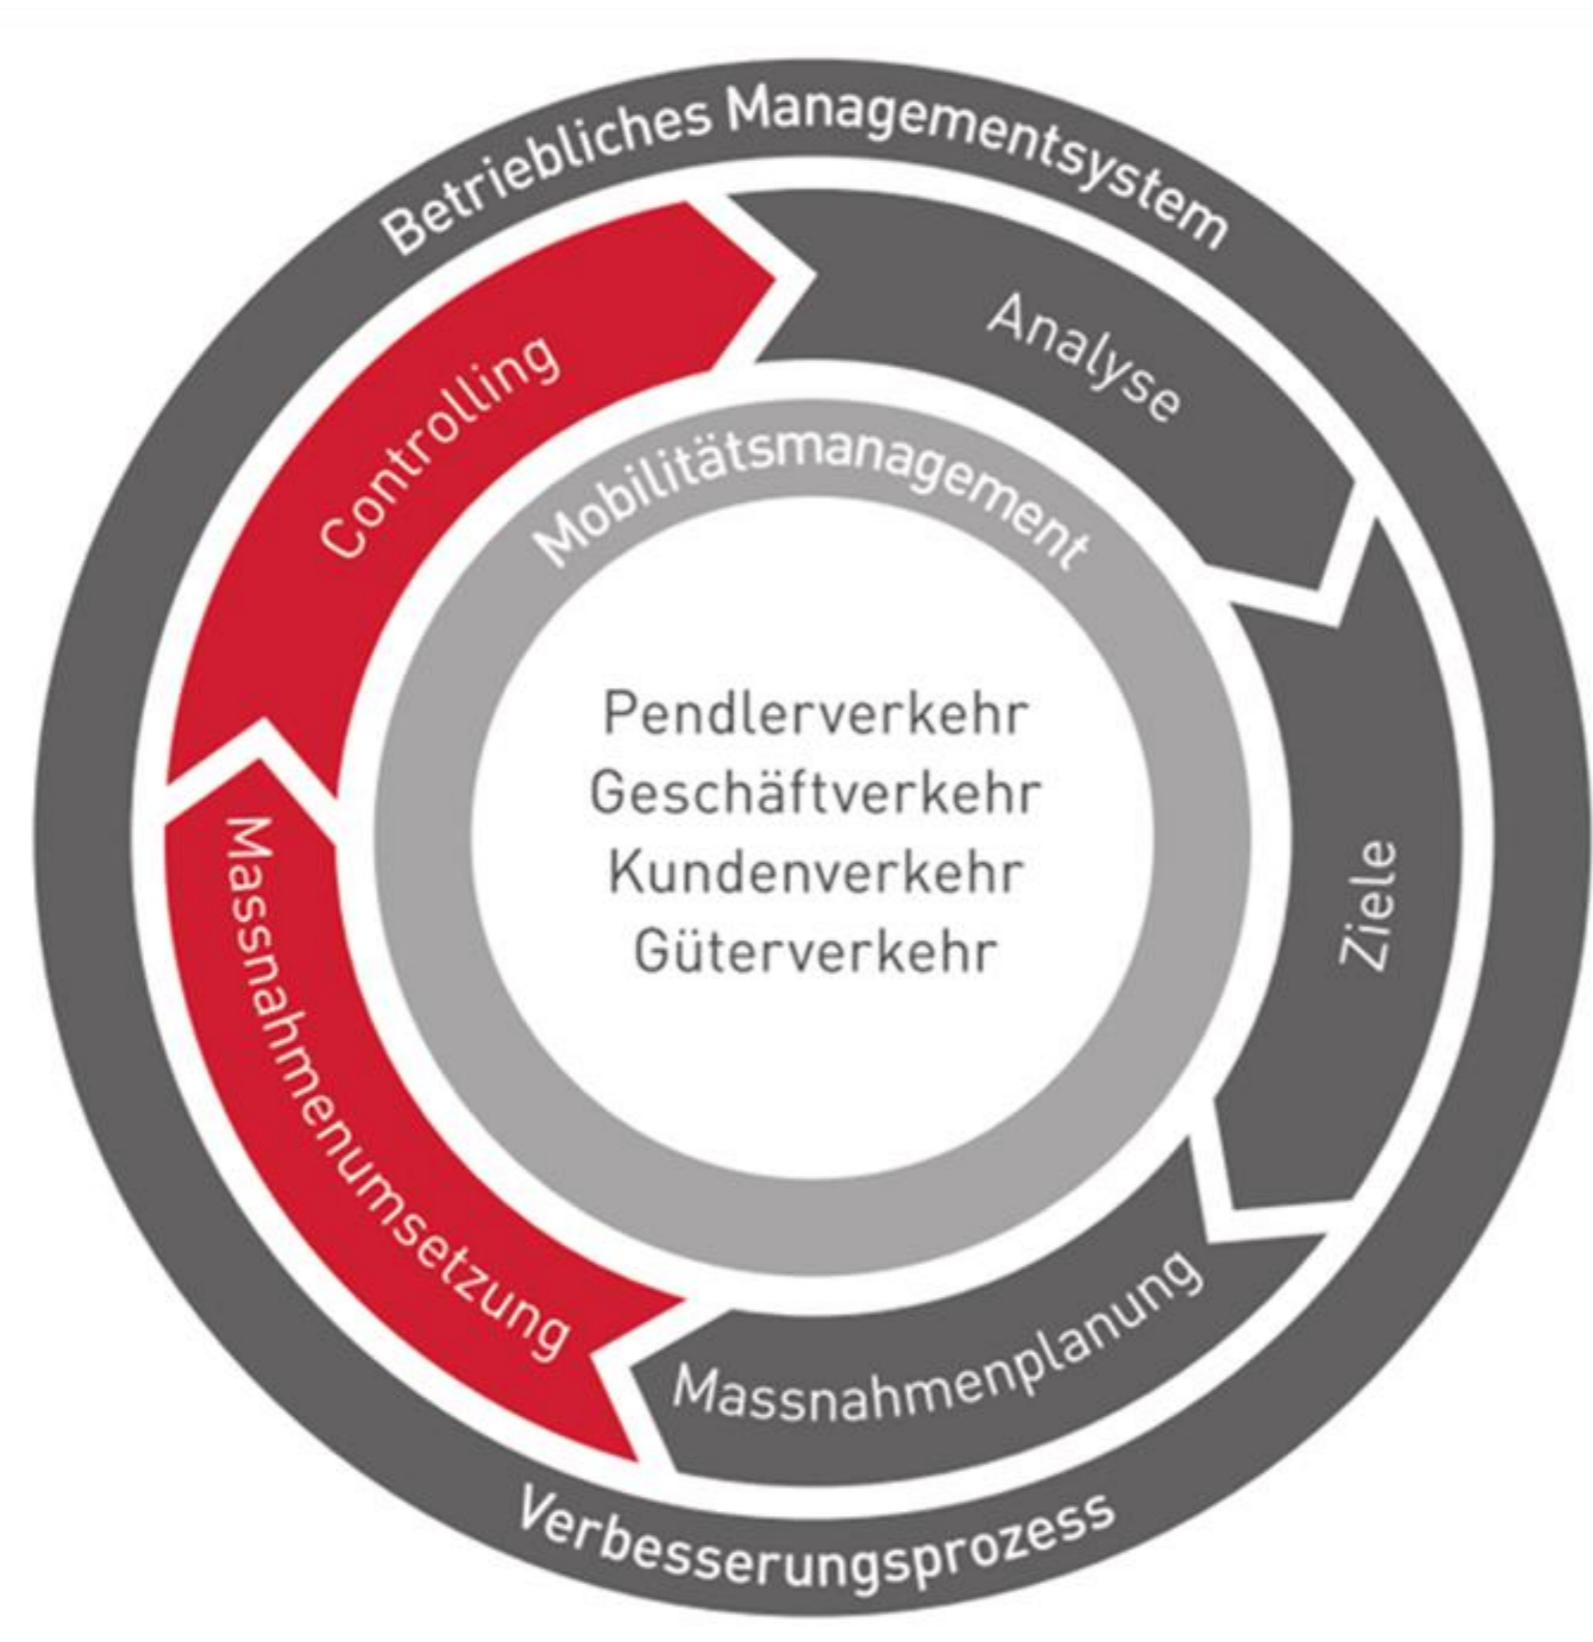 Betriebliches Managementsystem
Controlling
Analyse
Mobilitätsmanagement
Pendlerverkehr
Geschäftverkehr
Kundenverkehr
Güterverkehr
Ziele
Massnahmenumsetzung
Massnahmenplanung
Verbesserungsprozess